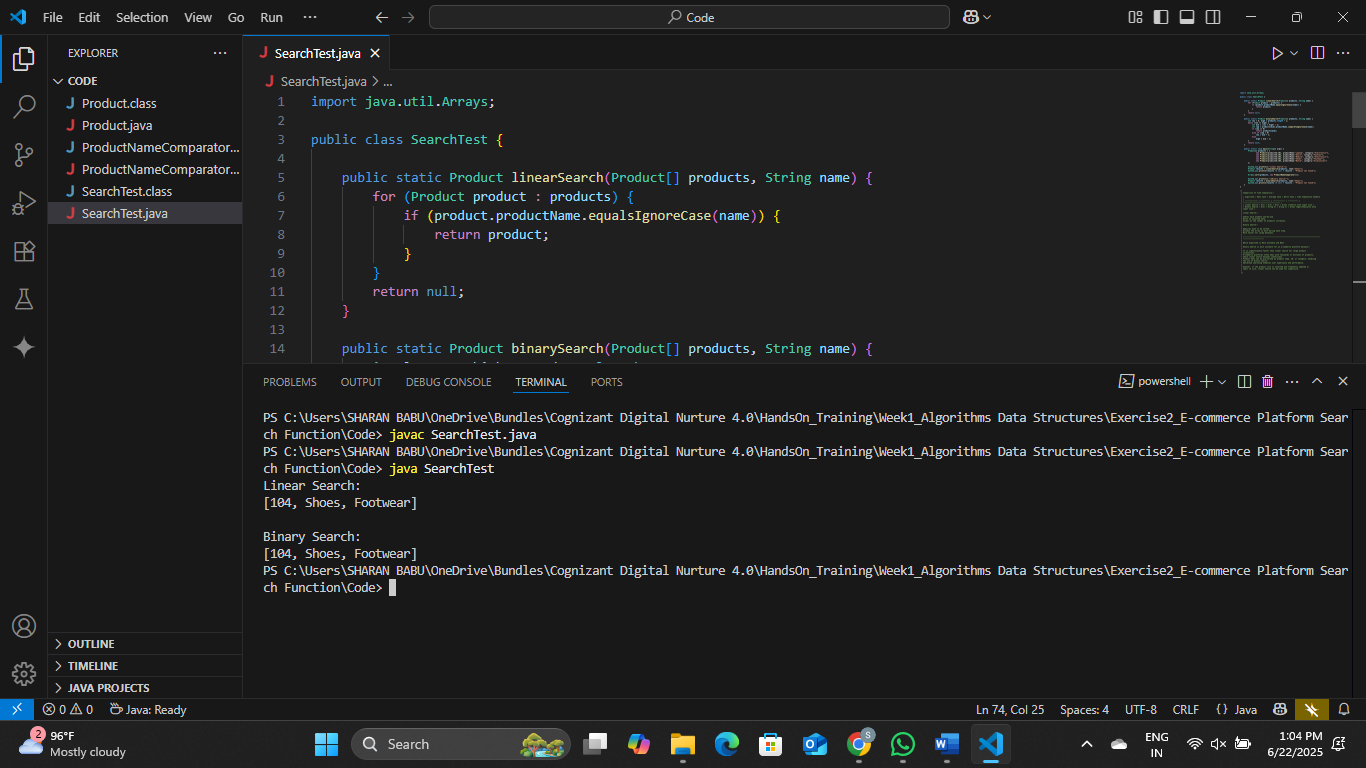 File Edit Selection View Go Run ···
Code
EXPLORER ···
CODE
Product.class
Product.java
ProductNameComparator...
ProductNameComparator...
SearchTest.class
SearchTest.java
OUTLINE
TIMELINE
JAVA PROJECTS
SearchTest.java
SearchTest.java > ...
1 import java.util.Arrays;
2
3 public class SearchTest {
4
5 public static Product linearSearch(Product[] products, String name) {
6 for (Product product : products) {
7 if (product.productName.equalsIgnoreCase(name)) {
8 return product;
9 }
10 }
11 return null;
12 }
13
14 public static Product binarySearch(Product[] products, String name) {
PROBLEMS OUTPUT DEBUG CONSOLE TERMINAL PORTS
powershell
PS C:\Users\SHARAN BABU\OneDrive\Bundles\Cognizant Digital Nurture 4.0\HandsOn_Training\Week1_Algorithms Data Structures\Exercise2_E-commerce Platform Sear
ch Function\Code> javac SearchTest.java
PS C:\Users\SHARAN BABU\OneDrive\Bundles\Cognizant Digital Nurture 4.0\HandsOn_Training\Week1_Algorithms Data Structures\Exercise2_E-commerce Platform Sear
ch Function\Code> java SearchTest
Linear Search:
[104, Shoes, Footwear]
Binary Search:
[104, Shoes, Footwear]
PS C:\Users\SHARAN BABU\OneDrive\Bundles\Cognizant Digital Nurture 4.0\HandsOn_Training\Week1_Algorithms Data Structures\Exercise2_E-commerce Platform Sear
ch Function\Code>
0 0 Java: Ready
Ln 74, Col 25 Spaces: 4 UTF-8 CRLF {} Java
2
96°F
Mostly cloudy
Search
S
ENG
IN
1:04 PM
6/22/2025